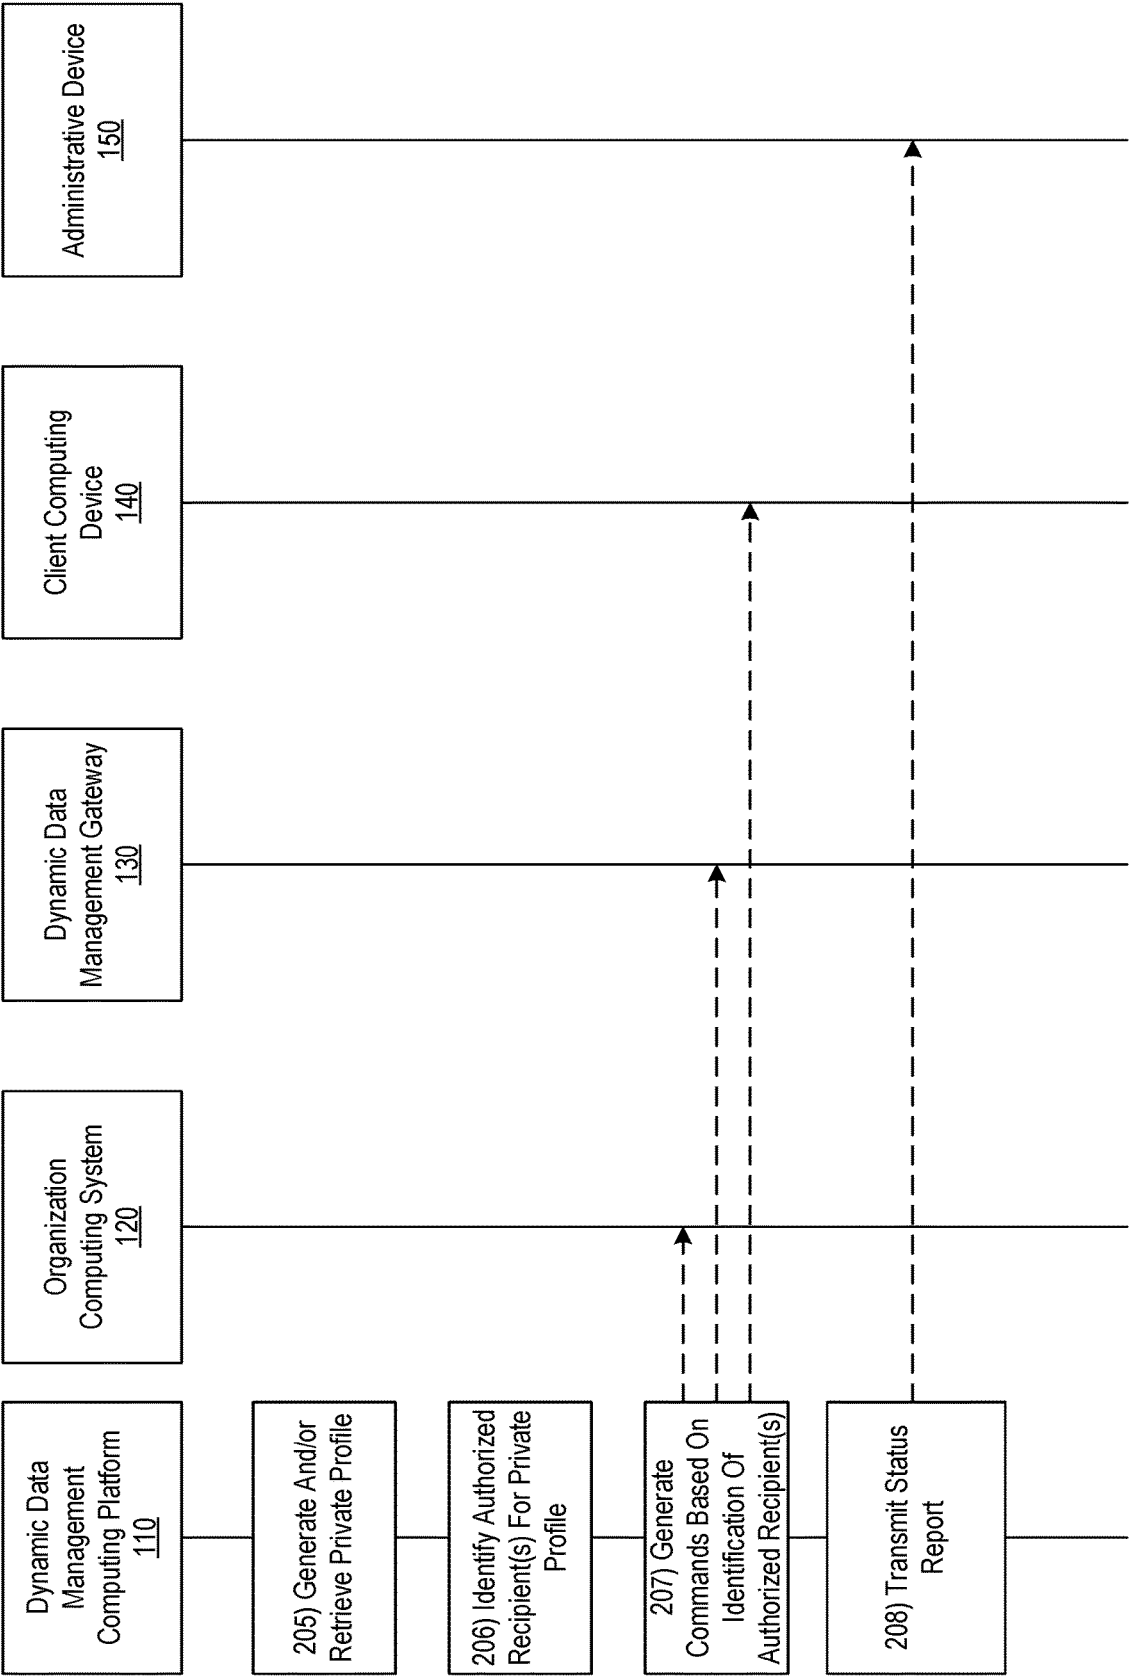 Dynamic Data
Management
Computing Platform
110
Organization
Computing System
120
Dynamic Data
Management Gateway
130
Client Computing
Device
140
Administrative Device
150
205) Generate And/or
Retrieve Private Profile
206) Identify Authorized
Recipient(s) For Private
Profile
207) Generate
Commands Based On
Identification Of
Authorized Recipient(s)
208) Transmit Status
Report